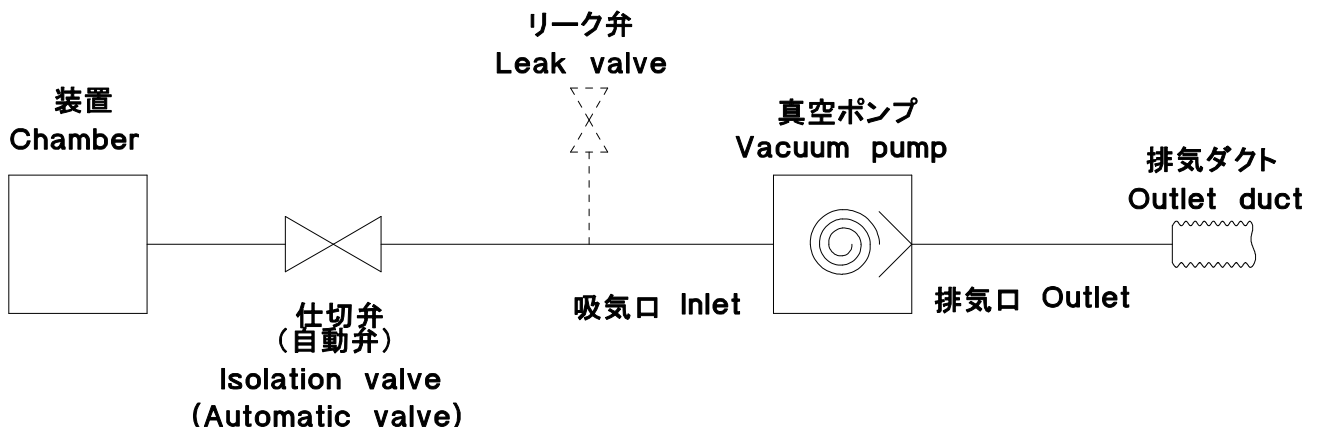 リーク弁
Leak valve
装置
Chamber
真空ポンプ
Vacuum pump
排気ダクト
Outlet duct
吸気口 Inlet
排気口 Outlet
仕切弁
(自動弁)
Isolation valve
(Automatic valve)